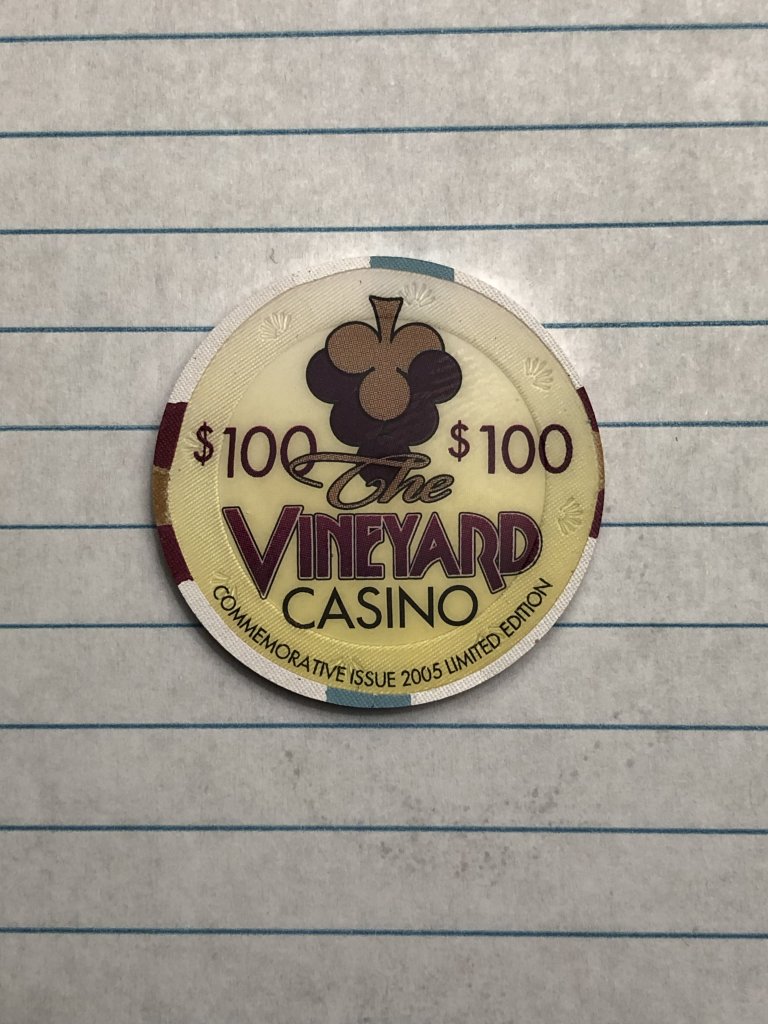 $100 $100
The
VINEYARD
CASINO
COMMEMORATIVE ISSUE 2005 LIMITED EDITION